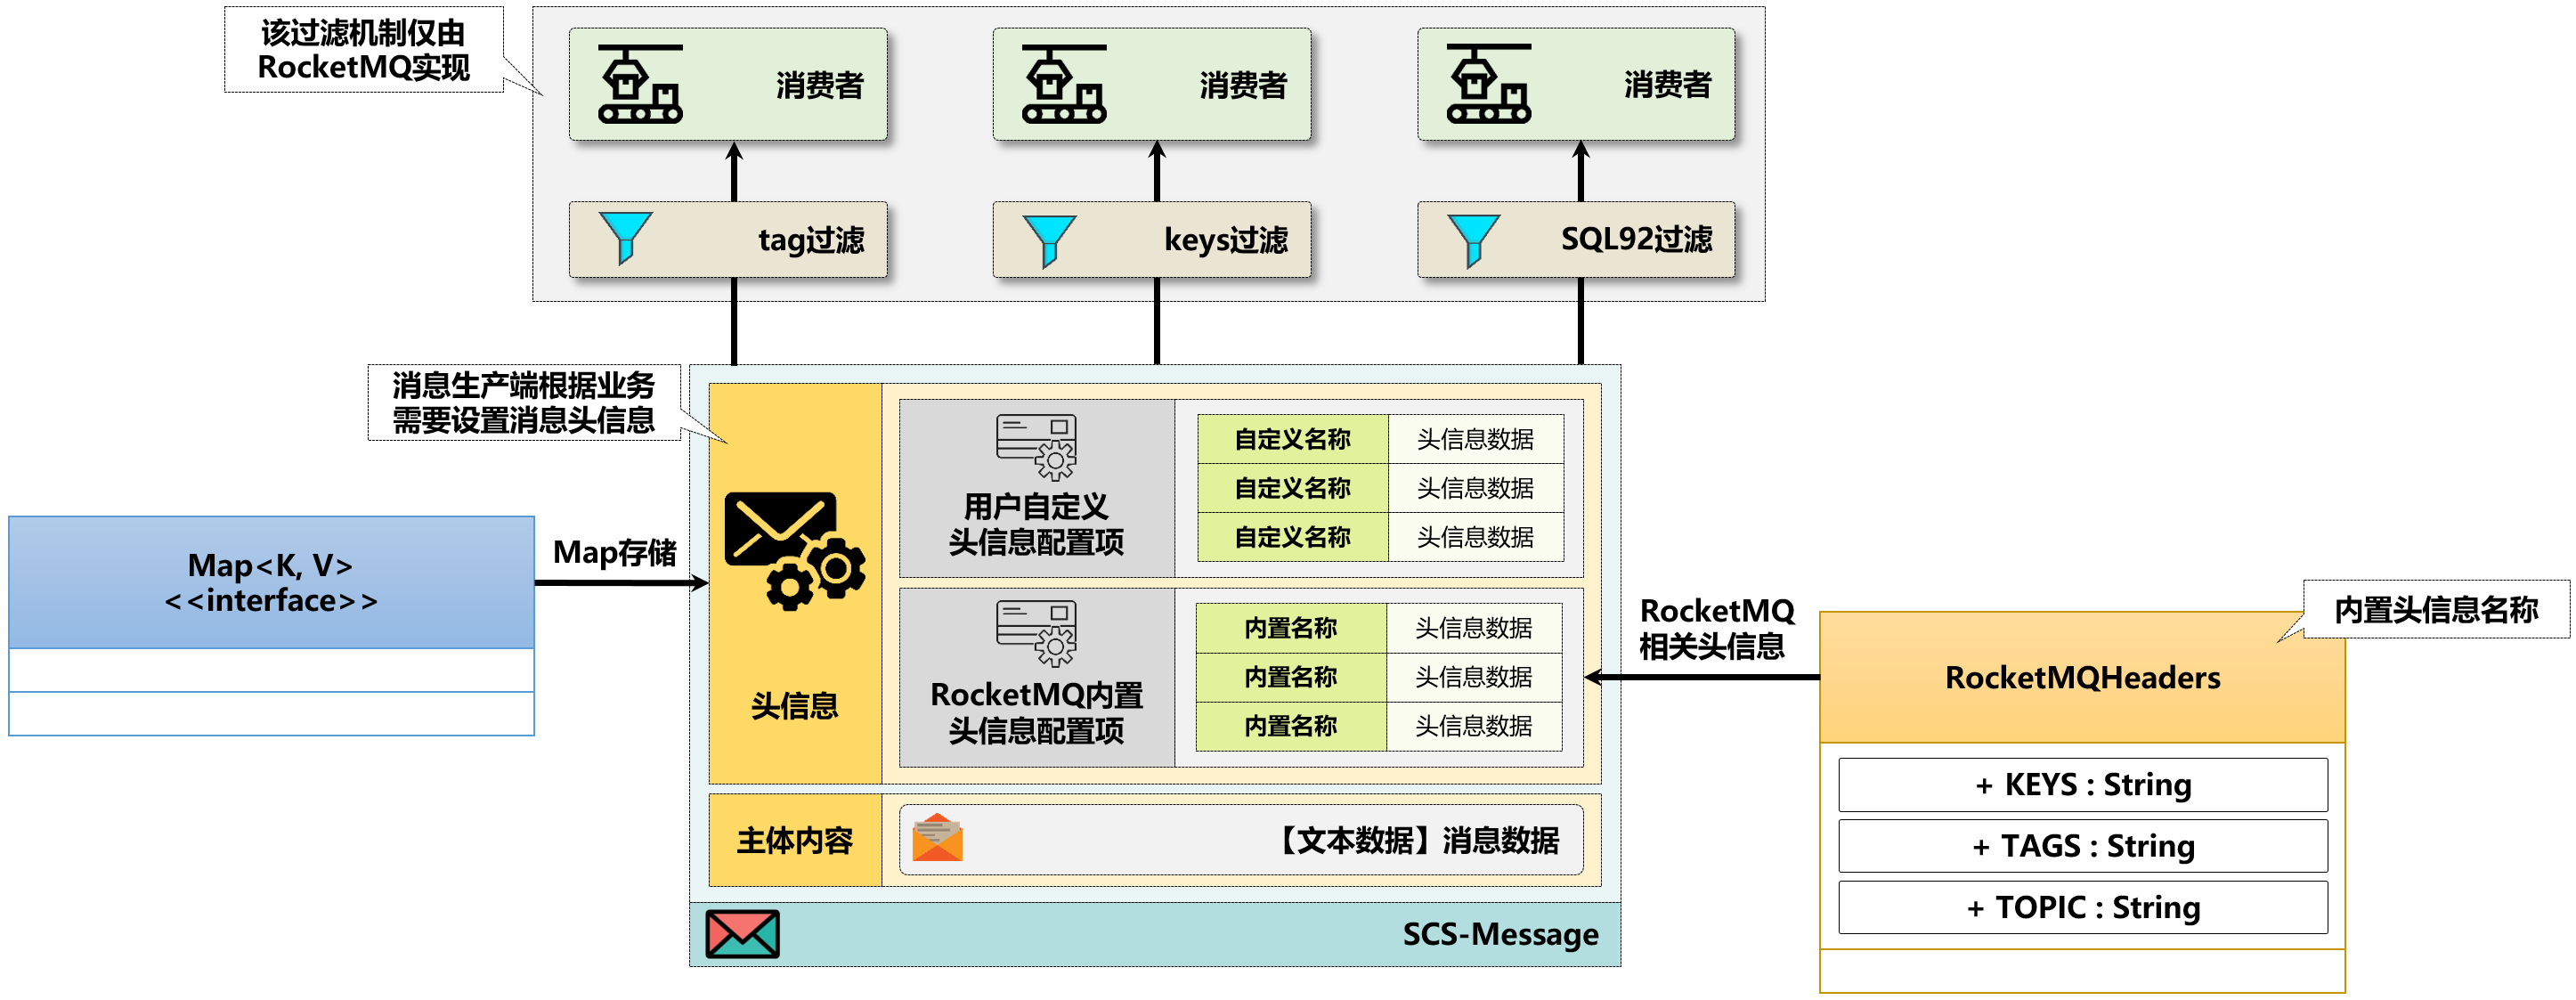 该过滤机制仅由
RocketMQ实现
消费者
消费者
消费者
tag过滤
keys过滤
SQL92过滤
消息生产端根据业务
需要设置消息头信息
Map<K, V>
<<interface>>
Map存储
头信息
用户自定义
头信息配置项
自定义名称 头信息数据
自定义名称 头信息数据
自定义名称 头信息数据
RocketMQ内置
头信息配置项
内置名称 头信息数据
内置名称 头信息数据
内置名称 头信息数据
主体内容
【文本数据】消息数据
SCS-Message
RocketMQ
相关头信息
内置头信息名称
RocketMQHeaders
+ KEYS : String
+ TAGS : String
+ TOPIC : String